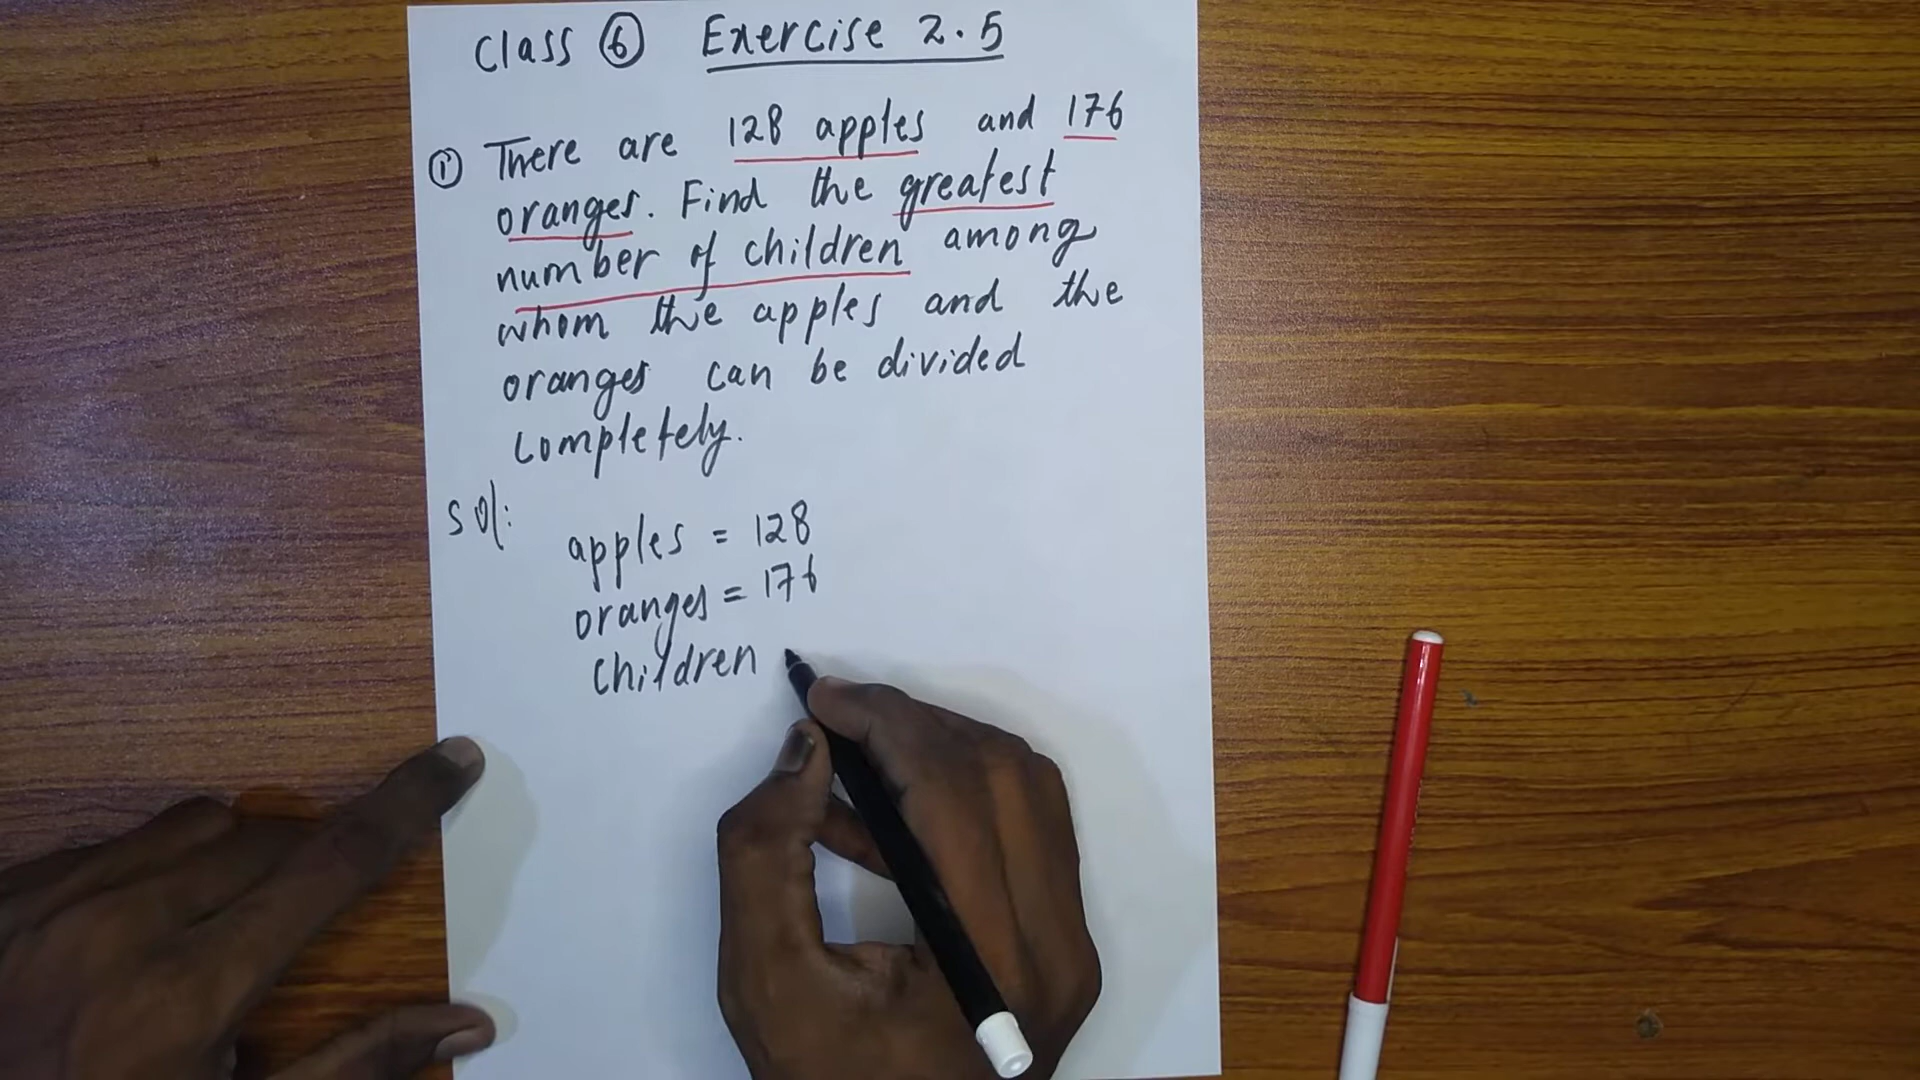 Class 6 Exercise 2.5
1 There are 128 apples and 176
oranges. Find the greatest
number of children among
whom the apples and the
oranges can be divided
completely.
Sol:
apples = 128
oranges = 176
children